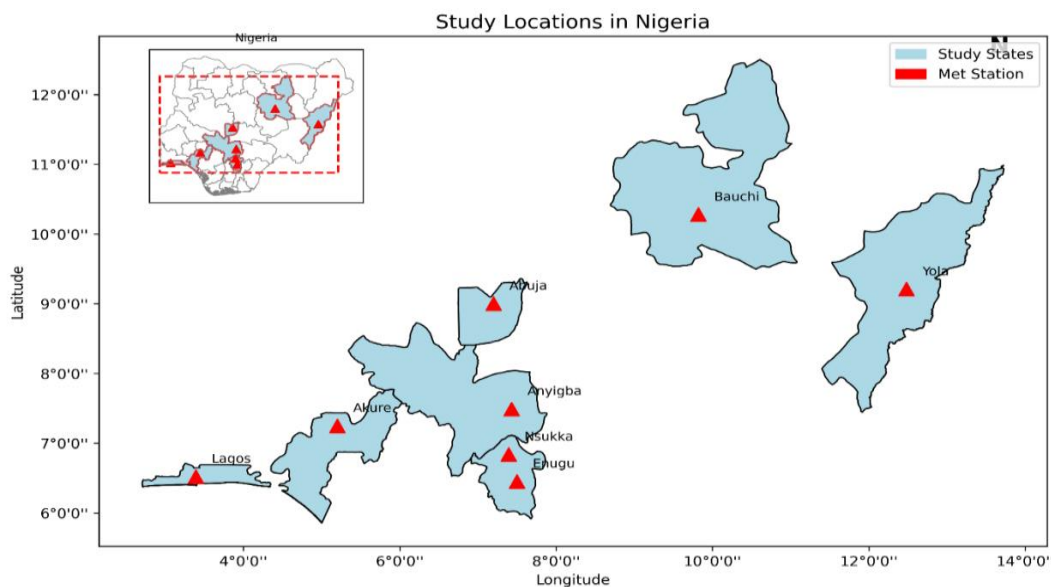 Study Locations in Nigeria
Nigeria
N
Study States
Met Station
12°0'0''
11°0'0''
10°0'0''
9°0'0''
8°0'0''
7°0'0''
6°0'0''
Latitude
Bauchi
Yola
Abuja
Anyigba
Akure
Nsukka
Enugu
Lagos
4°0'0''
6°0'0''
8°0'0''
10°0'0''
12°0'0''
14°0'0''
Longitude